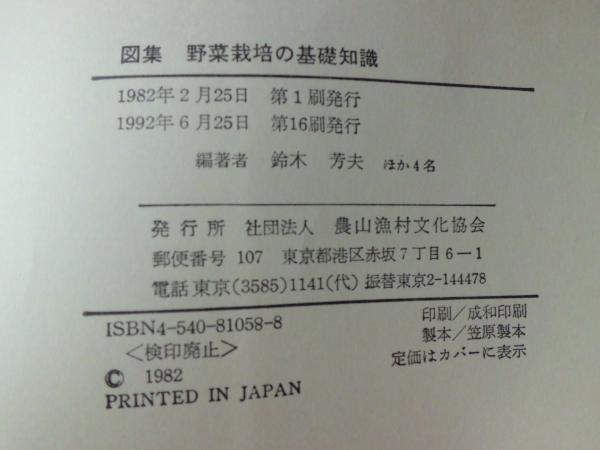 図集　野菜栽培の基礎知識
1982年2月25日　第1刷発行
1992年6月25日　第16刷発行
編著者　鈴木　芳夫　ほか4名
発行所　社団法人　農山漁村文化協会
郵便番号 107　東京都港区赤坂7丁目6−1
電話 東京(3585)1141(代)　振替東京2-144478
ISBN4-540-81058-8
<検印廃止>
© 1982
PRINTED IN JAPAN
印刷/成和印刷
製本/笠原製本
定価はカバーに表示